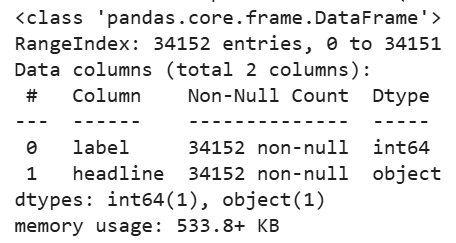 <class 'pandas.core.frame.DataFrame'>
RangeIndex: 34152 entries, 0 to 34151
Data columns (total 2 columns):
 #   Column    Non-Null Count  Dtype
---  ------    --------------  -----
 0   label     34152 non-null  int64
 1   headline  34152 non-null  object
dtypes: int64(1), object(1)
memory usage: 533.8+ KB